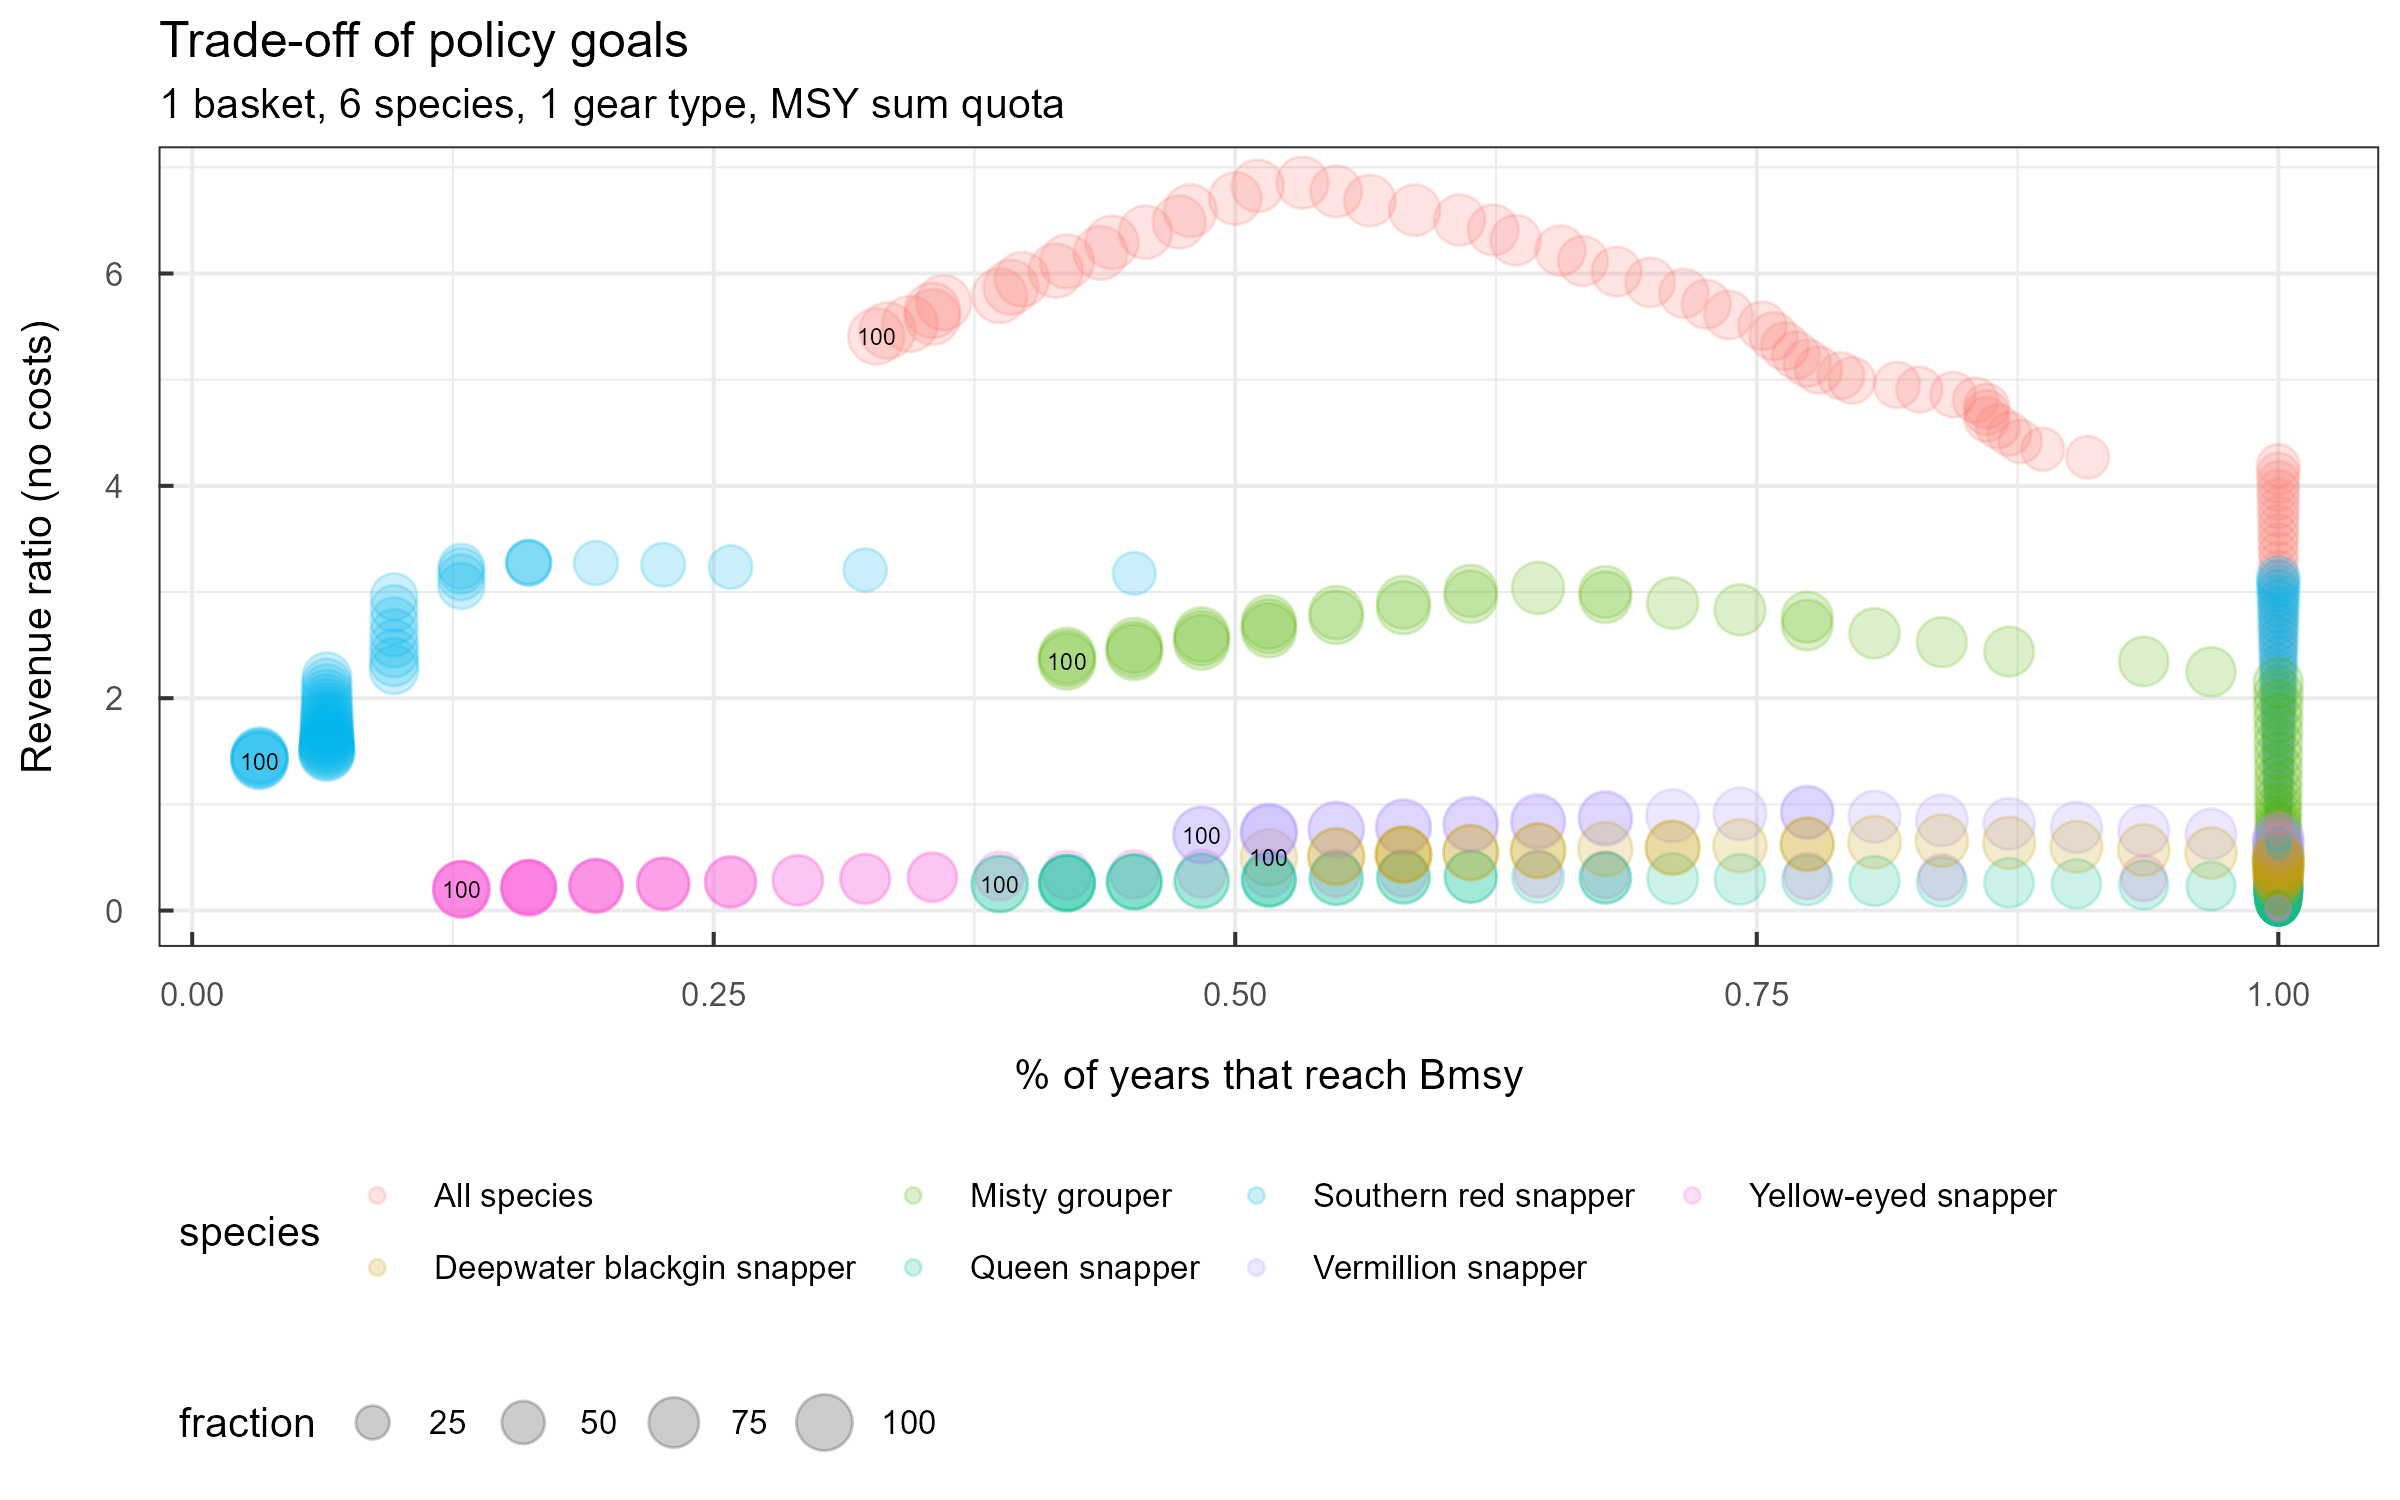 Trade-off of policy goals
1 basket, 6 species, 1 gear type, MSY sum quota
Revenue ratio (no costs)
6
4
2
0
100
100
100
100
100
100
100
0.00 0.25 0.50 0.75 1.00
% of years that reach Bmsy
species
All species Misty grouper Southern red snapper Yellow-eyed snapper
Deepwater blackgin snapper Queen snapper Vermillion snapper
fraction 25 50 75 100